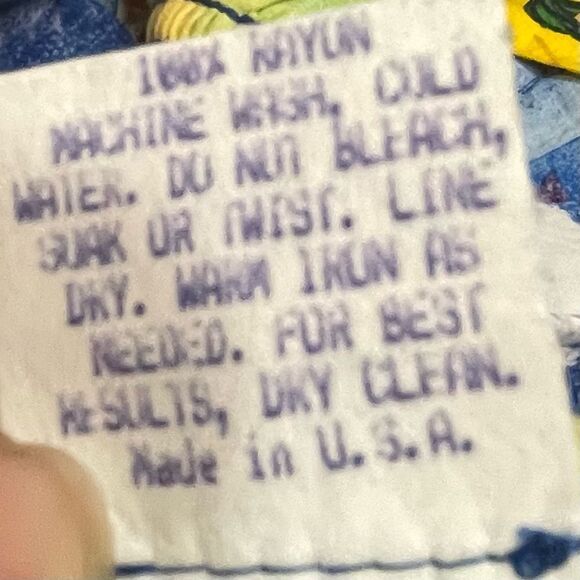 100% RAYON
MACHINE WASH, COLD
WATER. DO NOT BLEACH,
SOAK OR TWIST. LINE
DRY. WARM IRON AS
NEEDED. FOR BEST
RESULTS, DRY CLEAN.
Made in U.S.A.